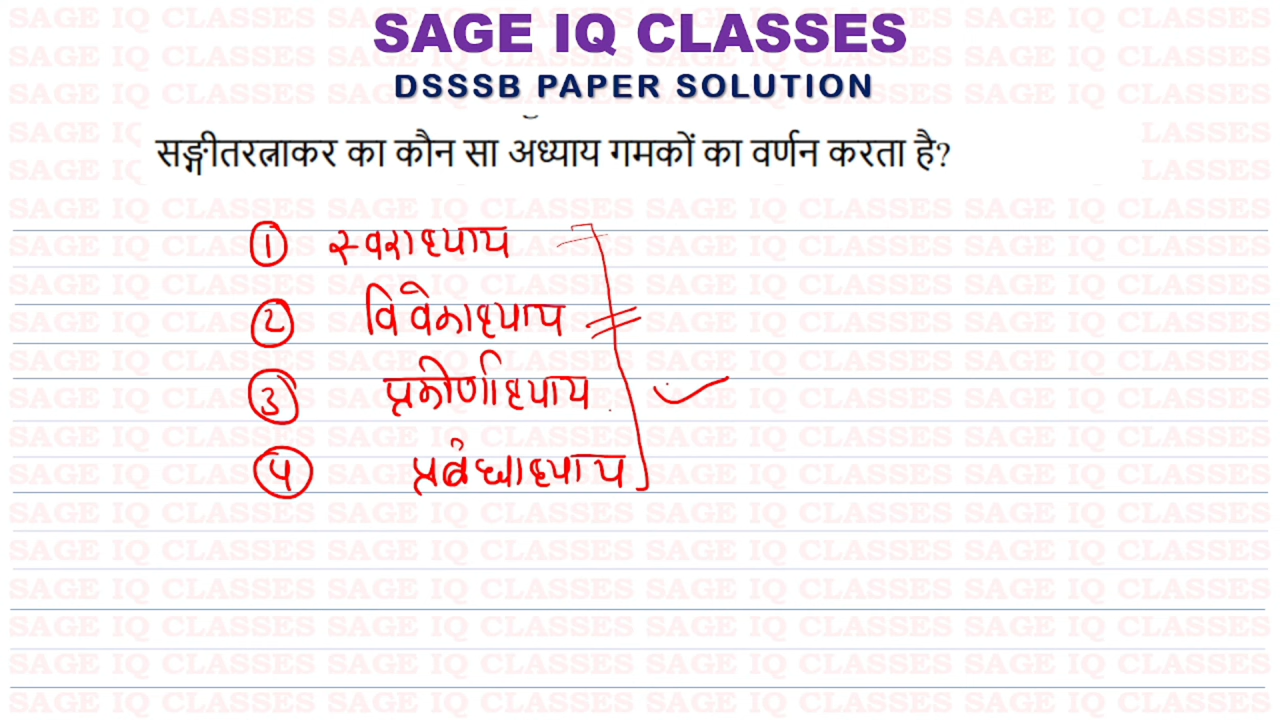 SAGE IQ CLASSES
DSSSB PAPER SOLUTION
सङ्गीतरत्नाकर का कौन सा अध्याय गमकों का वर्णन करता है?
① स्वराध्याय
② विवेकाध्याय
③ प्रकीर्णाध्याय
④ प्रबंधाध्याय